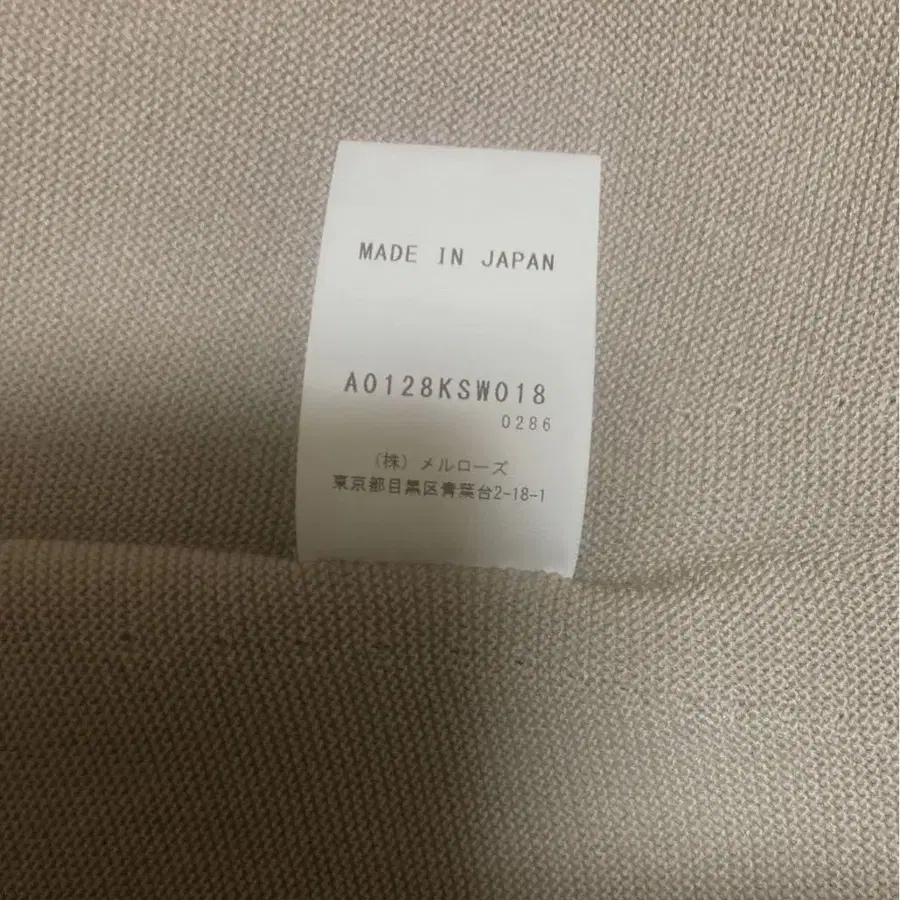 MADE IN JAPAN
A0128KSW018
0286
(株)メルローズ
東京都目黒区青葉台2-18-1